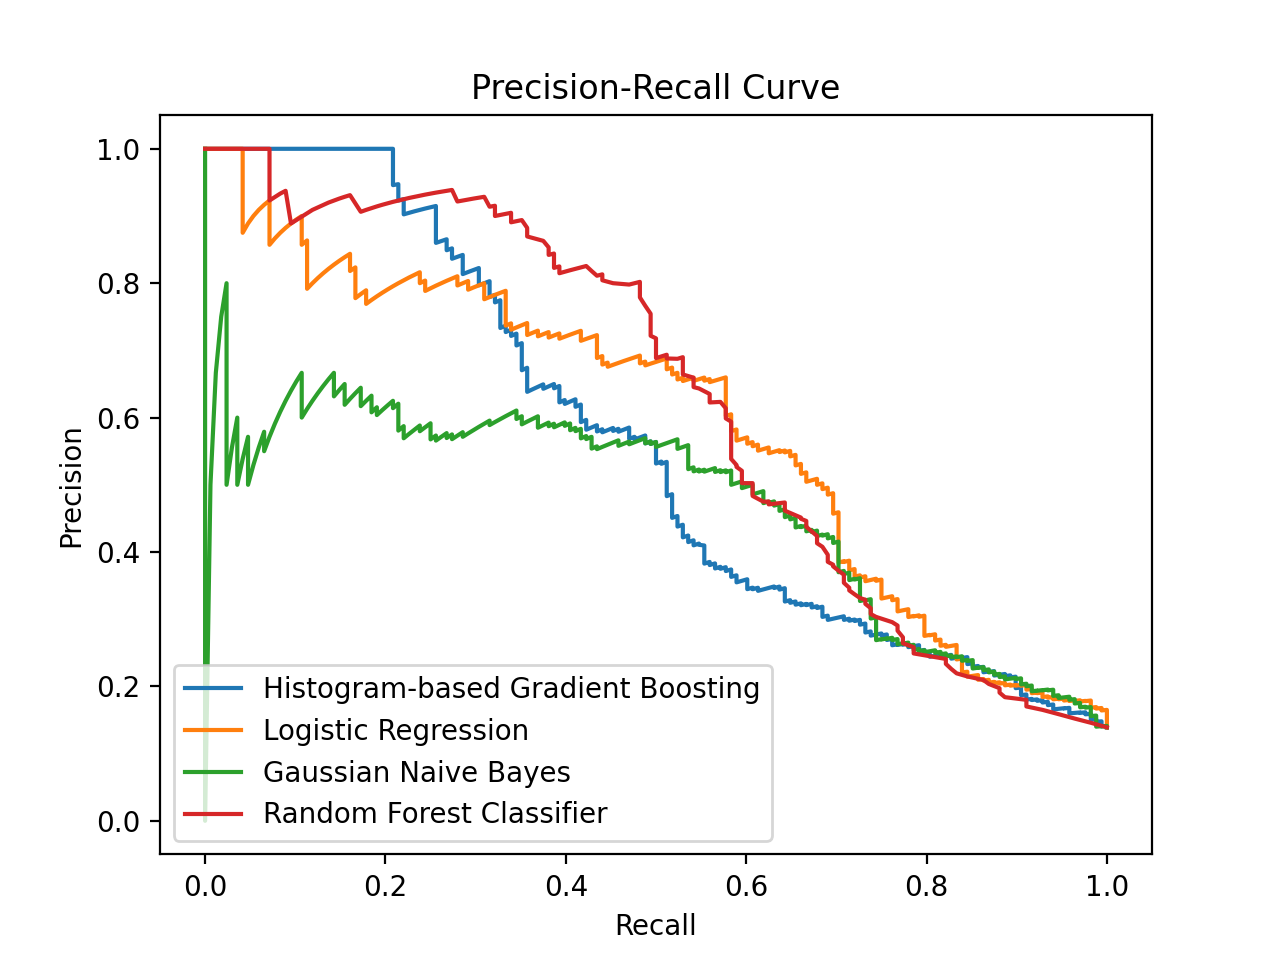 Precision-Recall Curve
1.0
0.8
0.6
0.4
0.2
0.0
Precision
Histogram-based Gradient Boosting
Logistic Regression
Gaussian Naive Bayes
Random Forest Classifier
0.0 0.2 0.4 0.6 0.8 1.0
Recall